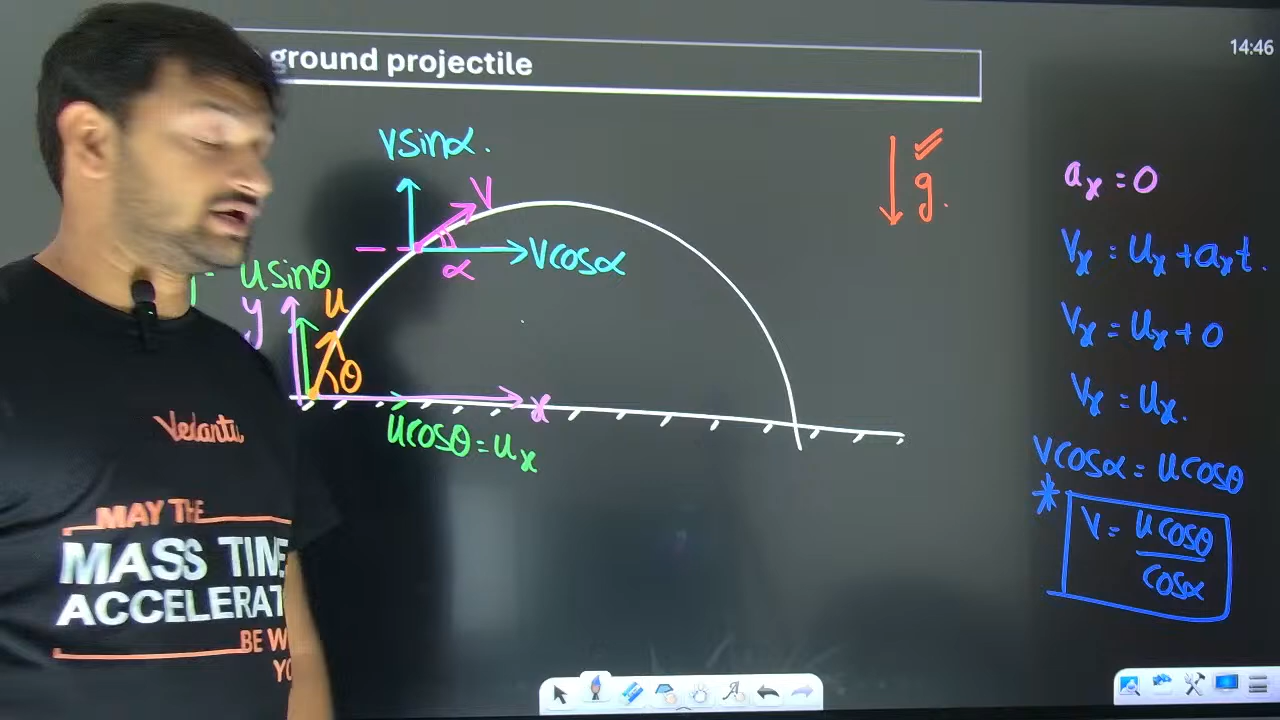 ground projectile
14:46
vsinα.
V
Vcosα
α
usinθ
y
u
θ
x
ucosθ=ux
g.
ax=0
Vx=ux+axt.
Vx=ux+0
Vx=ux.
vcosα=ucosθ
*
V=ucosθ
cosα
Vedantu
MAY THE
MASS TIME
ACCELERAT
BE W
YO